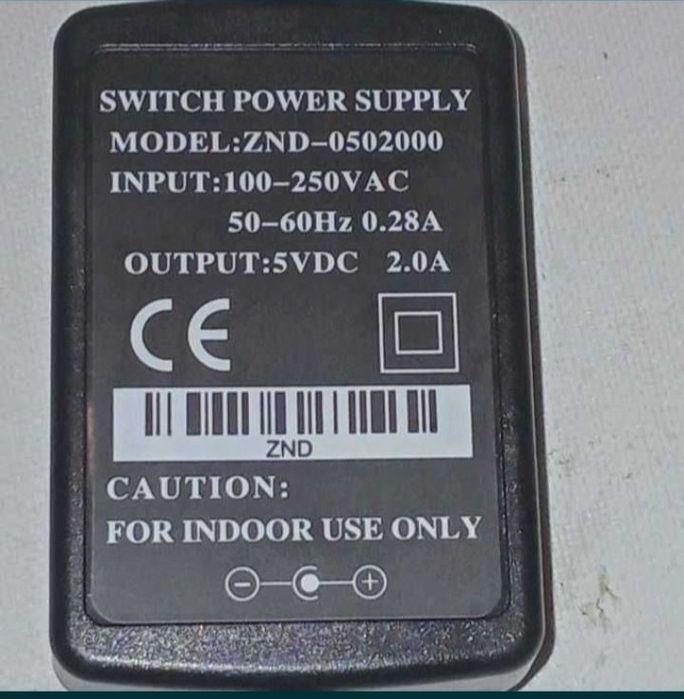 SWITCH POWER SUPPLY
MODEL:ZND-0502000
INPUT:100-250VAC
50-60Hz 0.28A
OUTPUT:5VDC 2.0A
CE
ZND
CAUTION:
FOR INDOOR USE ONLY